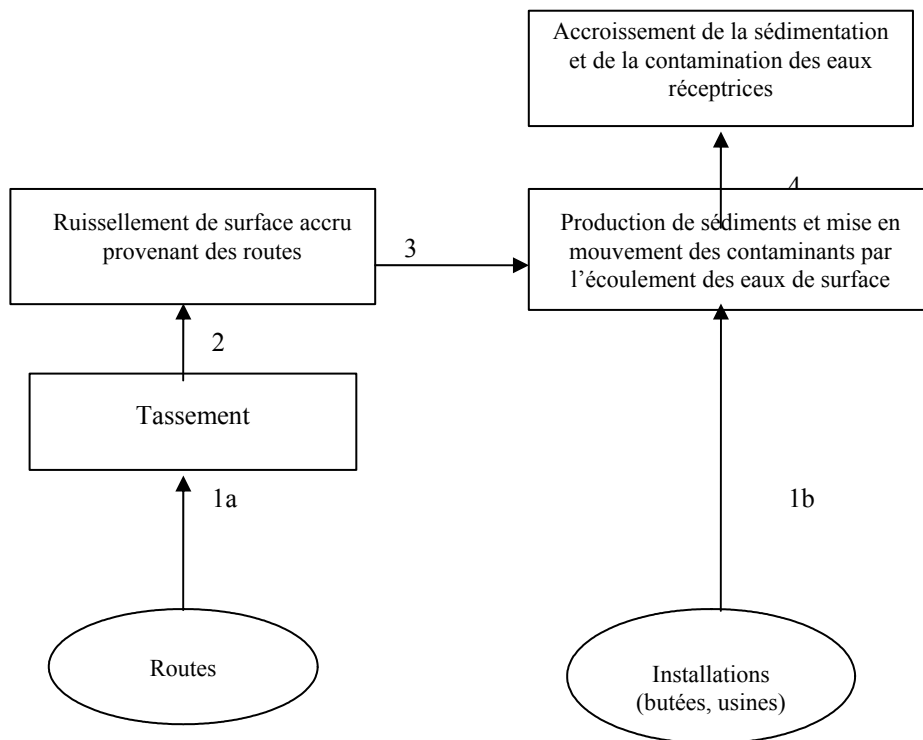 Accroissement de la sédimentation
et de la contamination des eaux
réceptrices
4
Ruissellement de surface accru
provenant des routes
3
Production de sédiments et mise en
mouvement des contaminants par
l’écoulement des eaux de surface
2
Tassement
1a
1b
Routes
Installations
(butées, usines)